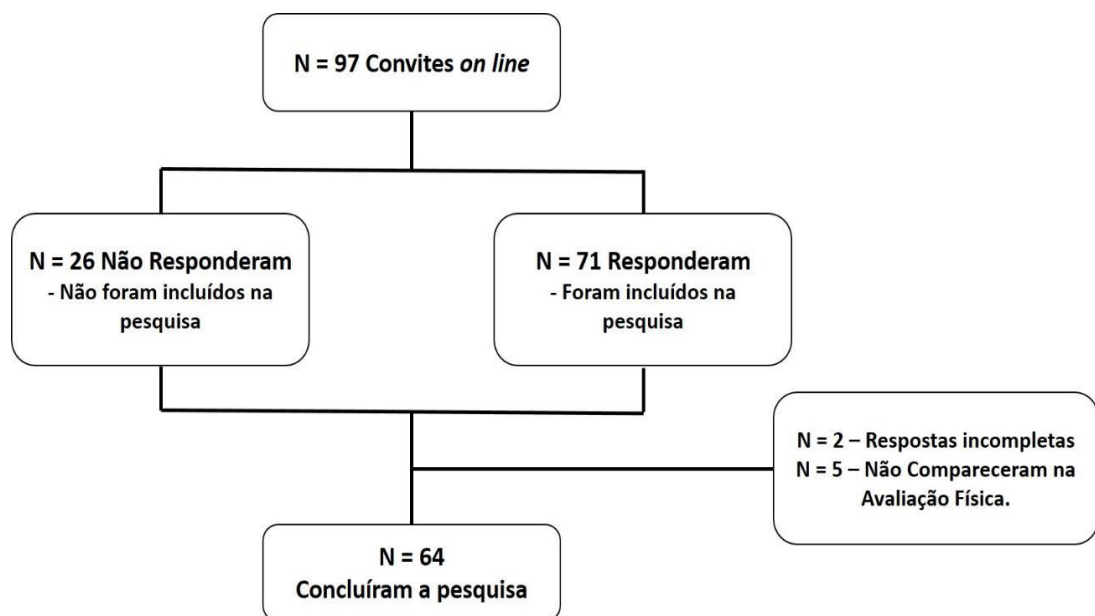 N = 97 Convites on line
N = 26 Não Responderam
- Não foram incluídos na
pesquisa
N = 71 Responderam
- Foram incluídos na
pesquisa
N = 2 – Respostas incompletas
N = 5 – Não Compareceram na
Avaliação Física.
N = 64
Concluíram a pesquisa